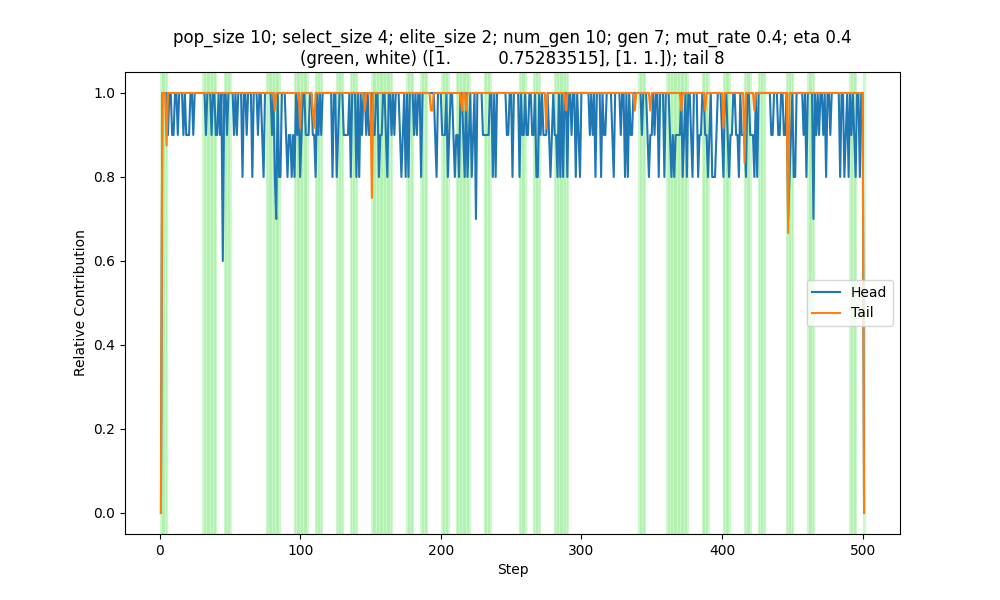 pop_size 10; select_size 4; elite_size 2; num_gen 10; gen 7; mut_rate 0.4; eta 0.4
(green, white) ([1.         0.75283515], [1. 1.]); tail 8
1.0
0.8
0.6
0.4
0.2
0.0
Relative Contribution
Head
Tail
0
100
200
300
400
500
Step